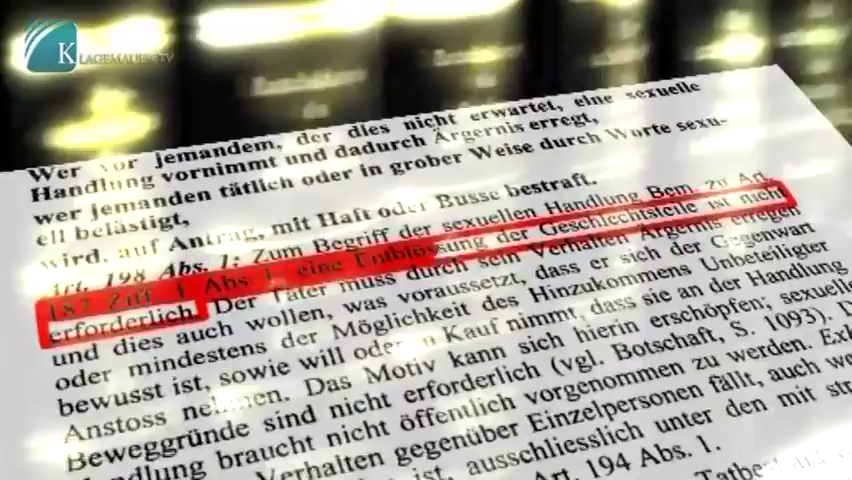 KLAGEMAUER.TV
Wer vor jemandem, der dies nicht erwartet, eine sexuelle
Handlung vornimmt und dadurch Ärgernis erregt,
wer jemanden tätlich oder in grober Weise durch Worte sexu-
ell belästigt,
wird, auf Antrag, mit Haft oder Busse bestraft.
Art. 198 Abs. 1: Zum Begriff der sexuellen Handlung Bem. zu Art.
187 Ziff. 1 Abs. 1, eine Entblössung der Geschlechtsteile ist nicht
erforderlich. Der Täter muss durch sein Verhalten Ärgernis erregen
und dies auch wollen, was voraussetzt, dass er sich der Gegenwart
oder mindestens der Möglichkeit des Hinzukommens Unbeteiligter
bewusst ist, sowie will oder in Kauf nimmt, dass sie an der Handlung
Anstoss nehmen. Das Motiv kann sich hierin erschöpfen; sexuelle
Beweggründe sind nicht erforderlich (vgl. Botschaft, S. 1093). D
ndlung braucht nicht öffentlich vorgenommen zu werden. Exh
Verhalten gegenüber Einzelpersonen fällt, auch we
ist, ausschliesslich unter den mit str
Art. 194 Abs. 1.